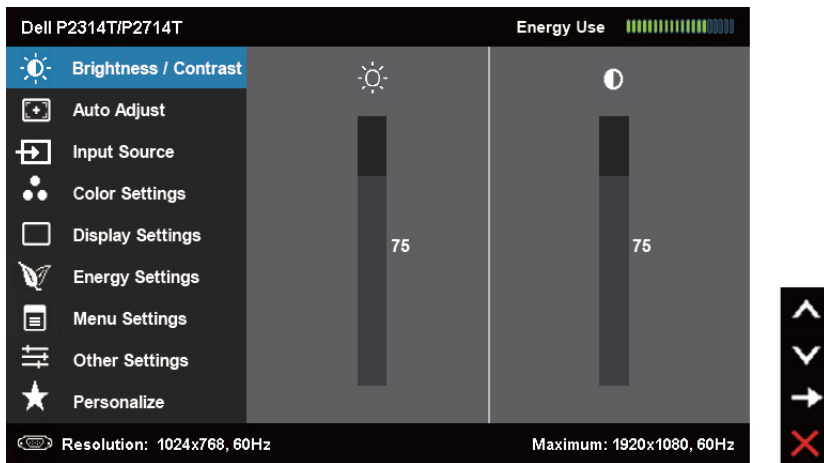 Dell P2314T/P2714T Energy Use
Brightness / Contrast
Auto Adjust
Input Source
Color Settings
Display Settings
75 75
Energy Settings
Menu Settings
Other Settings
Personalize
Resolution: 1024x768, 60Hz Maximum: 1920x1080, 60Hz